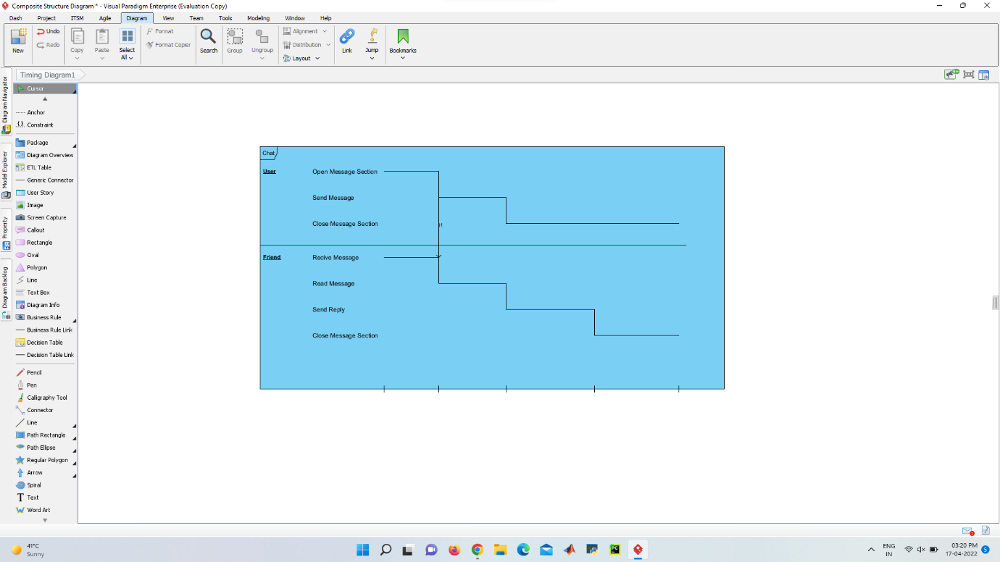 Composite Structure Diagram * - Visual Paradigm Enterprise (Evaluation Copy)
Dash Project ITSM Agile Diagram View Team Tools Modeling Window Help
New
Undo
Redo
Copy
Paste
Select
All
Format
Format Copier
Search
Group
Ungroup
Alignment
Distribution
Layout
Link
Jump
Bookmarks
Timing Diagram1
Diagram Navigator
Model Explorer
Property
Diagram Backlog
Cursor
Anchor
Constraint
Package
Diagram Overview
ETL Table
Generic Connector
User Story
Image
Screen Capture
Callout
Rectangle
Oval
Polygon
Line
Text Box
Diagram Info
Business Rule
Business Rule Link
Decision Table
Decision Table Link
Pencil
Pen
Calligraphy Tool
Connector
Line
Path Rectangle
Path Ellipse
Regular Polygon
Arrow
Spiral
Text
Word Art
Chat
User
Open Message Section
Send Message
Close Message Section
Friend
Recive Message
Read Message
Send Reply
Close Message Section
41°C
Sunny
ENG
IN
03:20 PM
17-04-2022
5